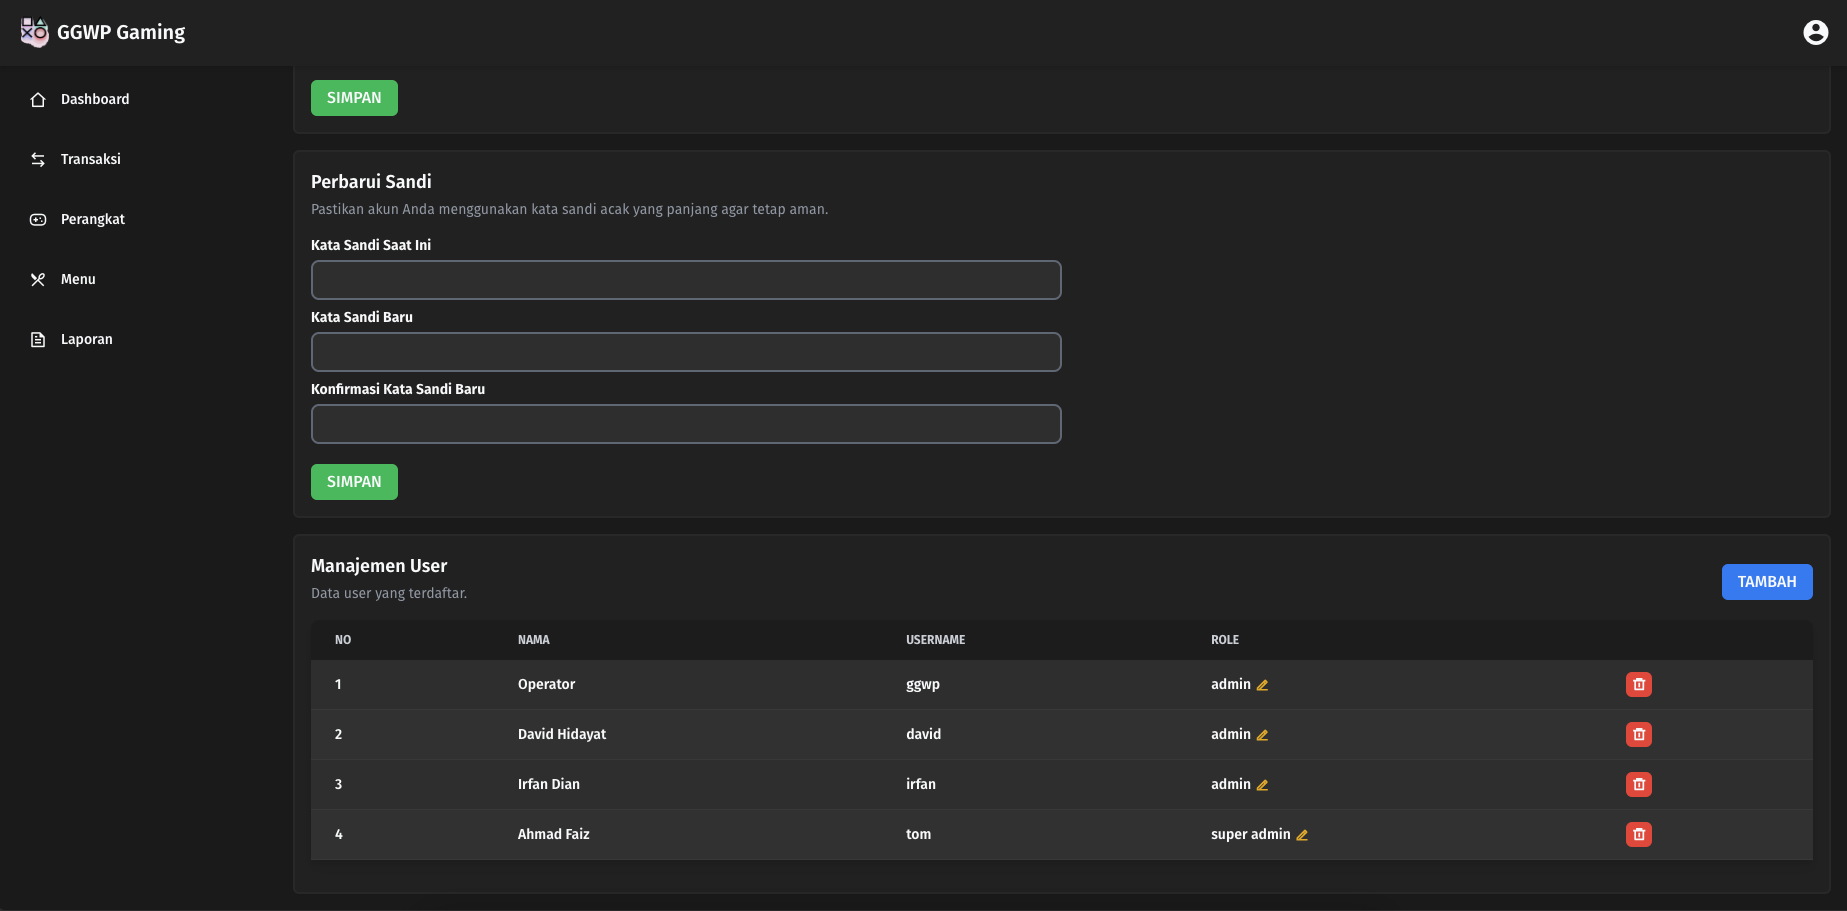 GGWP Gaming
Dashboard
Transaksi
Perangkat
Menu
Laporan
SIMPAN
Perbarui Sandi
Pastikan akun Anda menggunakan kata sandi acak yang panjang agar tetap aman.
Kata Sandi Saat Ini
Kata Sandi Baru
Konfirmasi Kata Sandi Baru
SIMPAN
Manajemen User
Data user yang terdaftar.
TAMBAH
NO NAMA USERNAME ROLE
1 Operator ggwp admin
2 David Hidayat david admin
3 Irfan Dian irfan admin
4 Ahmad Faiz tom super admin